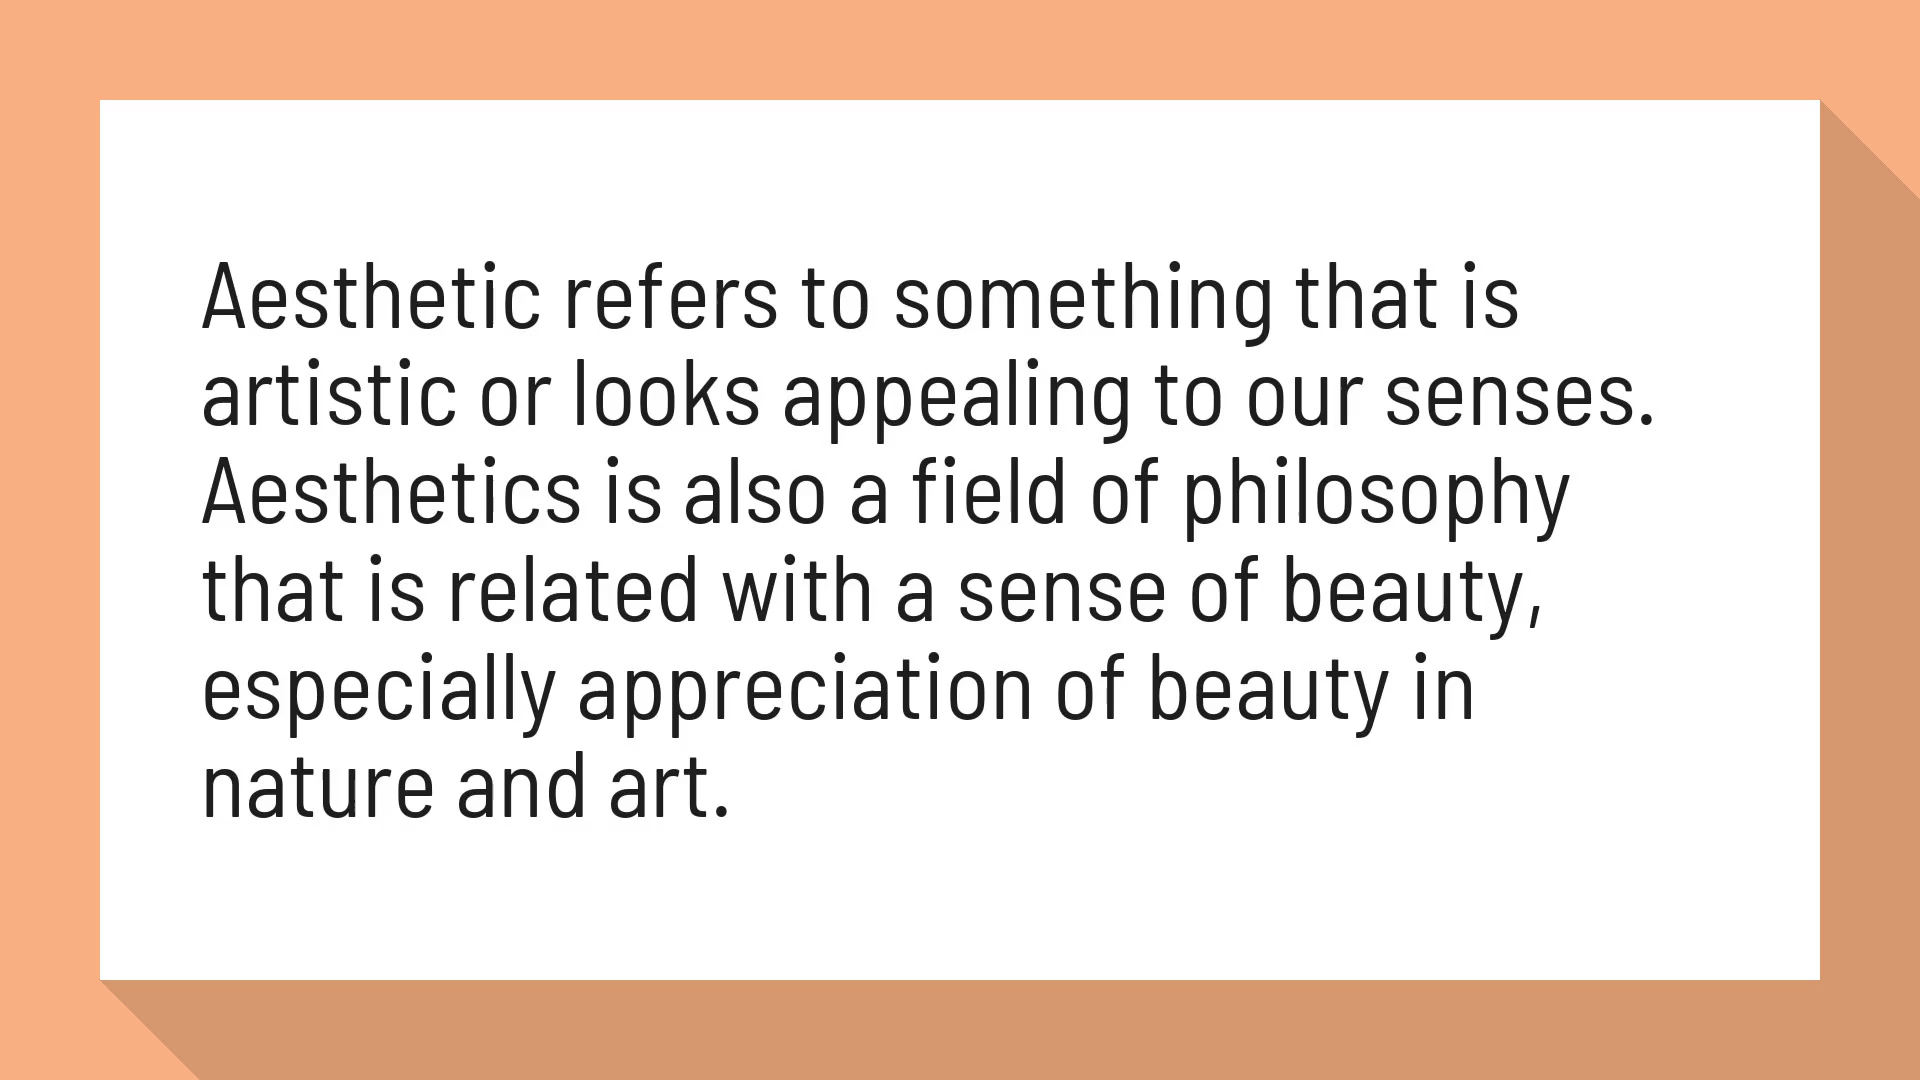 Aesthetic refers to something that is
artistic or looks appealing to our senses.
Aesthetics is also a field of philosophy
that is related with a sense of beauty,
especially appreciation of beauty in
nature and art.